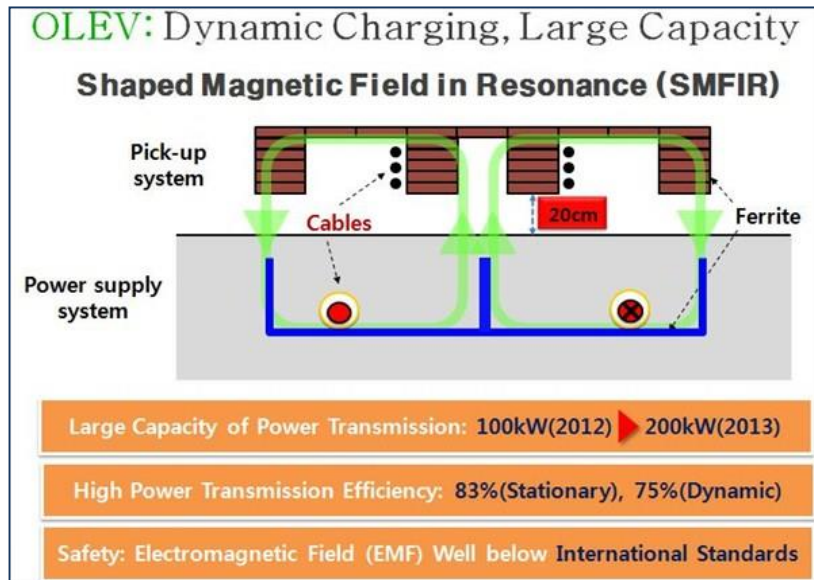 OLEV: Dynamic Charging, Large Capacity
Shaped Magnetic Field in Resonance (SMFIR)
Pick-up
system
Cables
20cm
Ferrite
Power supply
system
Large Capacity of Power Transmission: 100kW(2012) 200kW(2013)
High Power Transmission Efficiency: 83%(Stationary), 75%(Dynamic)
Safety: Electromagnetic Field (EMF) Well below International Standards